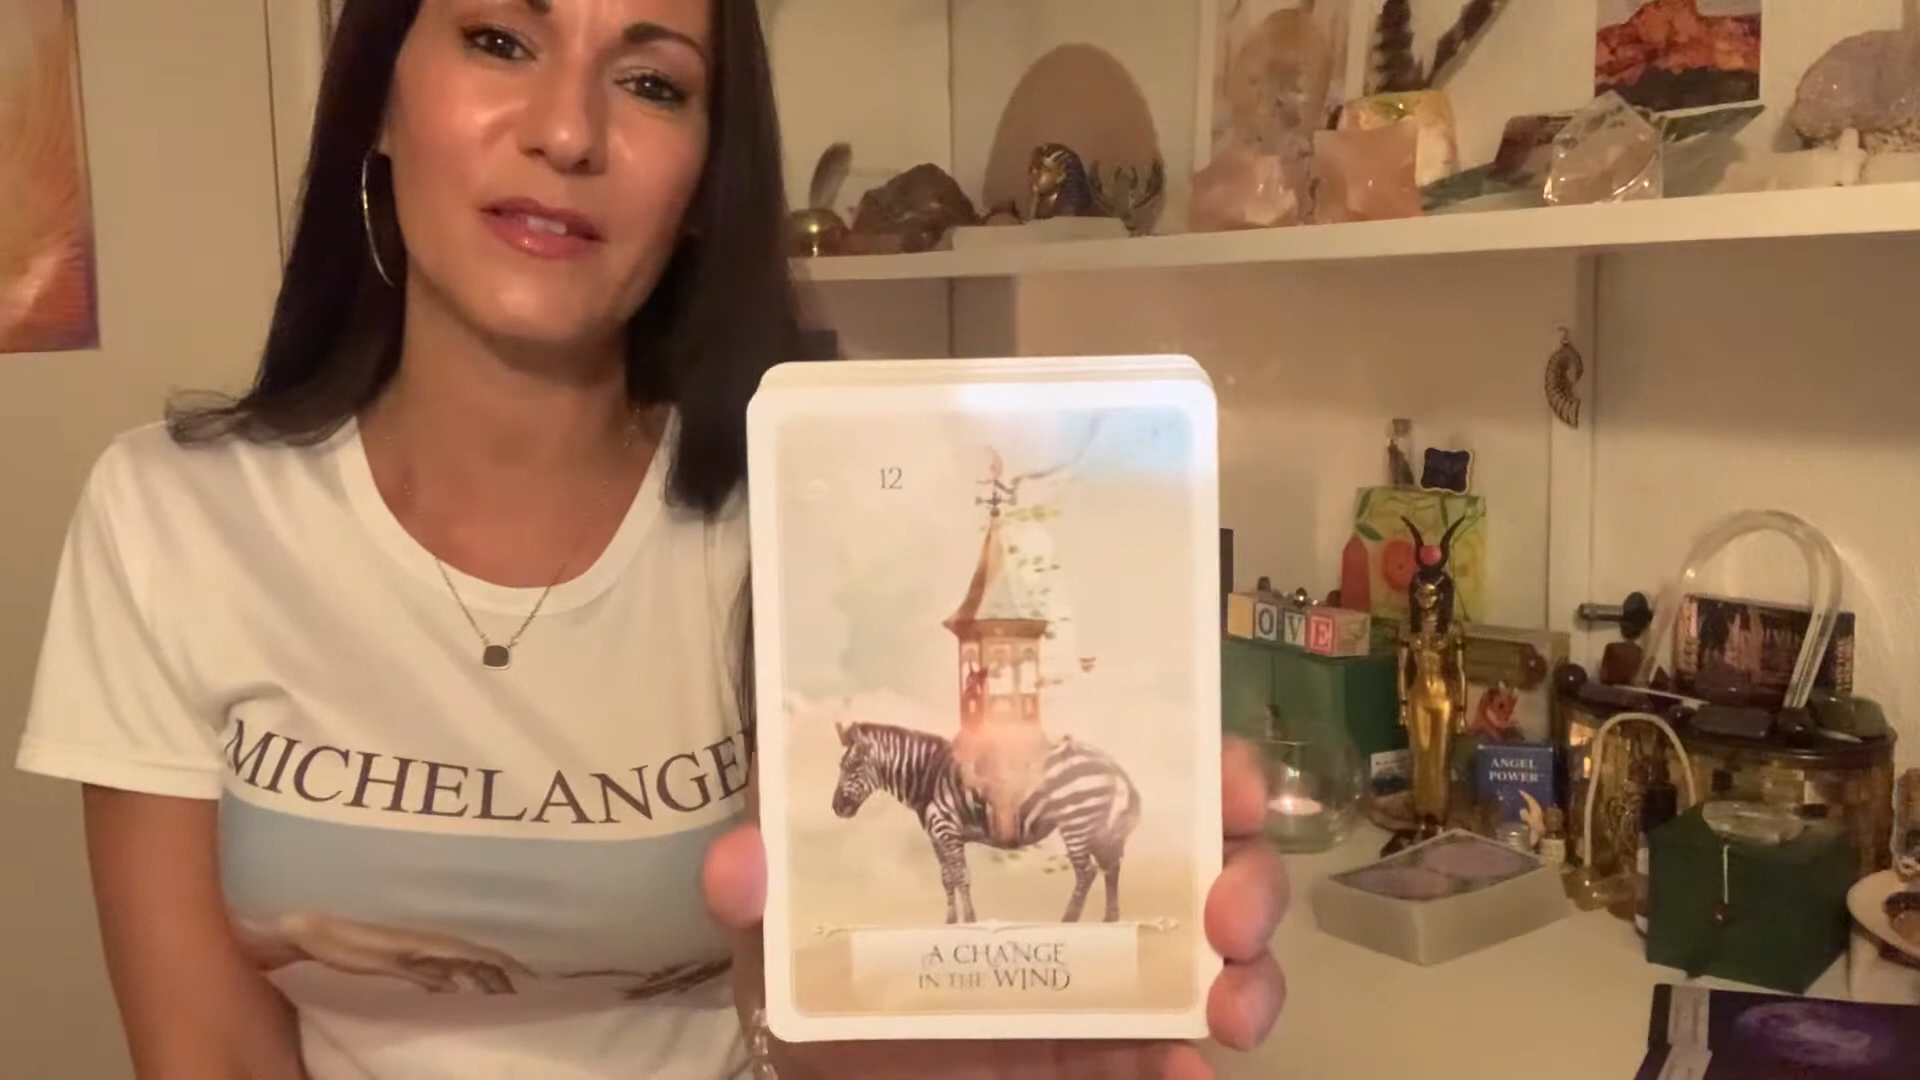 MICHELANGE
12
A CHANGE
IN THE WIND
OVE
ANGEL
POWER